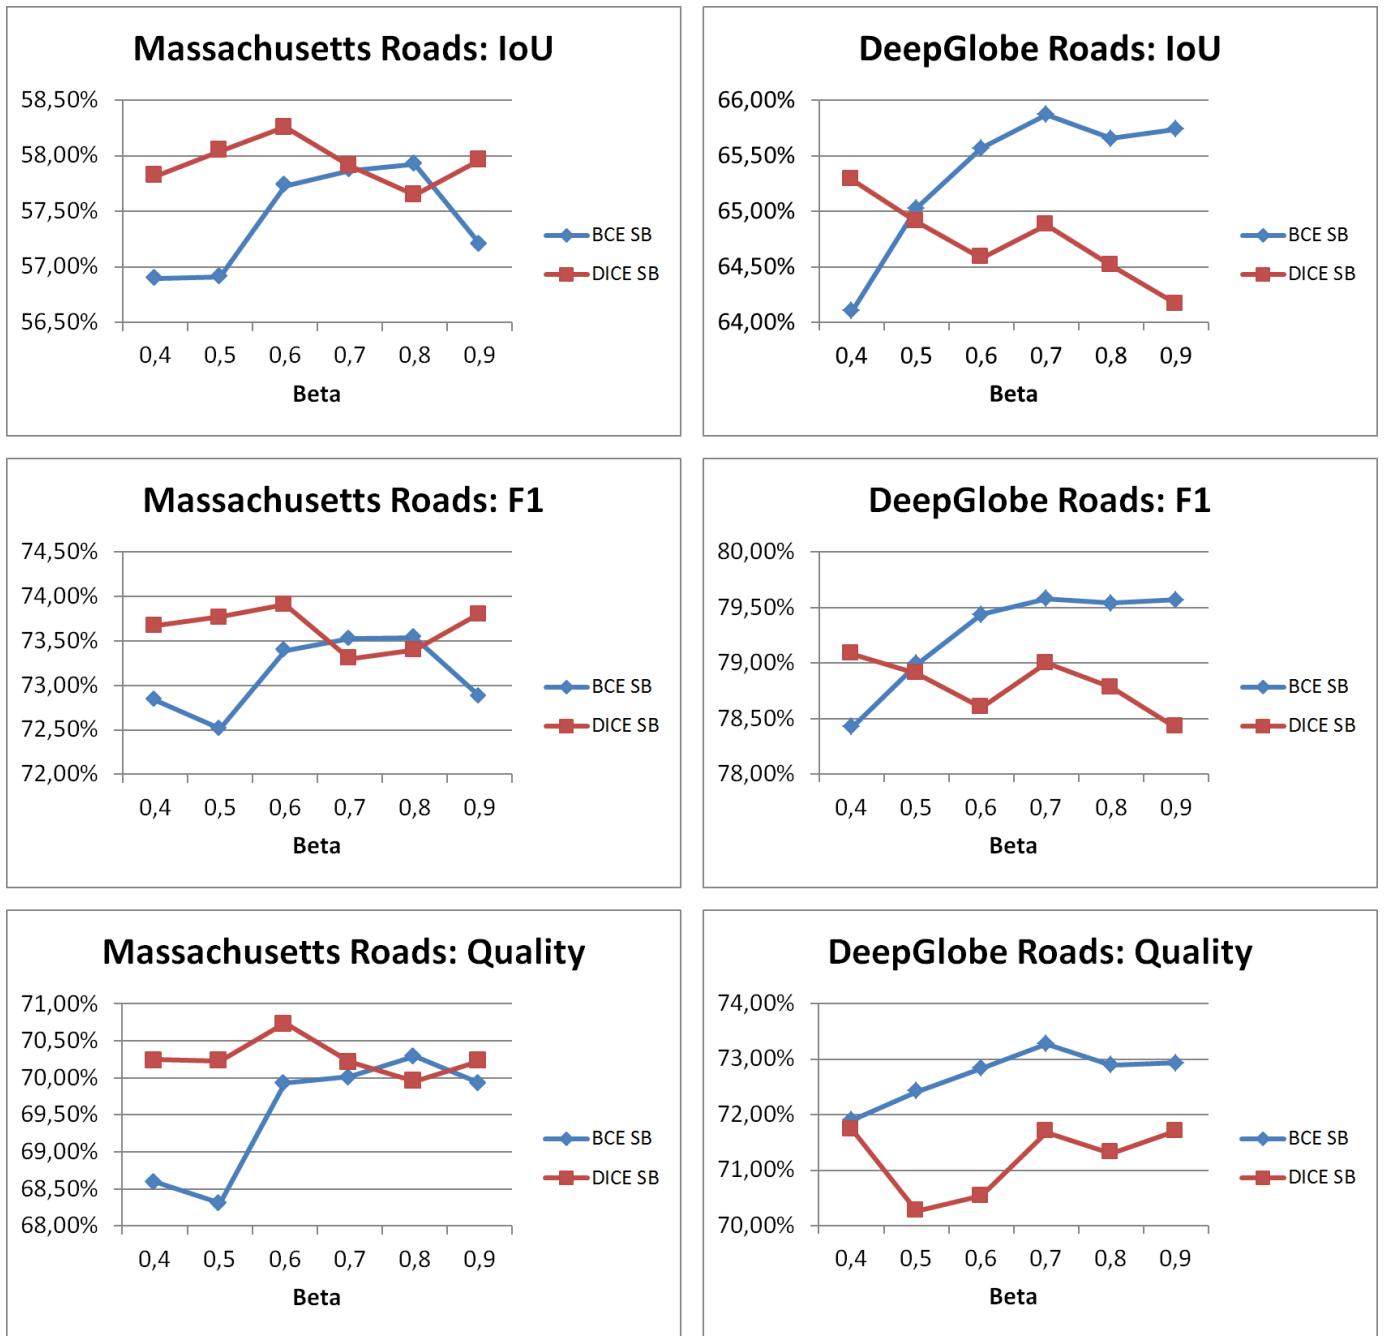 Massachusetts Roads: IoU
58,50%
58,00%
57,50%
57,00%
56,50%
0,4 0,5 0,6 0,7 0,8 0,9
Beta
BCE SB
DICE SB
DeepGlobe Roads: IoU
66,00%
65,50%
65,00%
64,50%
64,00%
0,4 0,5 0,6 0,7 0,8 0,9
Beta
BCE SB
DICE SB
Massachusetts Roads: F1
74,50%
74,00%
73,50%
73,00%
72,50%
72,00%
0,4 0,5 0,6 0,7 0,8 0,9
Beta
BCE SB
DICE SB
DeepGlobe Roads: F1
80,00%
79,50%
79,00%
78,50%
78,00%
0,4 0,5 0,6 0,7 0,8 0,9
Beta
BCE SB
DICE SB
Massachusetts Roads: Quality
71,00%
70,50%
70,00%
69,50%
69,00%
68,50%
68,00%
0,4 0,5 0,6 0,7 0,8 0,9
Beta
BCE SB
DICE SB
DeepGlobe Roads: Quality
74,00%
73,00%
72,00%
71,00%
70,00%
0,4 0,5 0,6 0,7 0,8 0,9
Beta
BCE SB
DICE SB